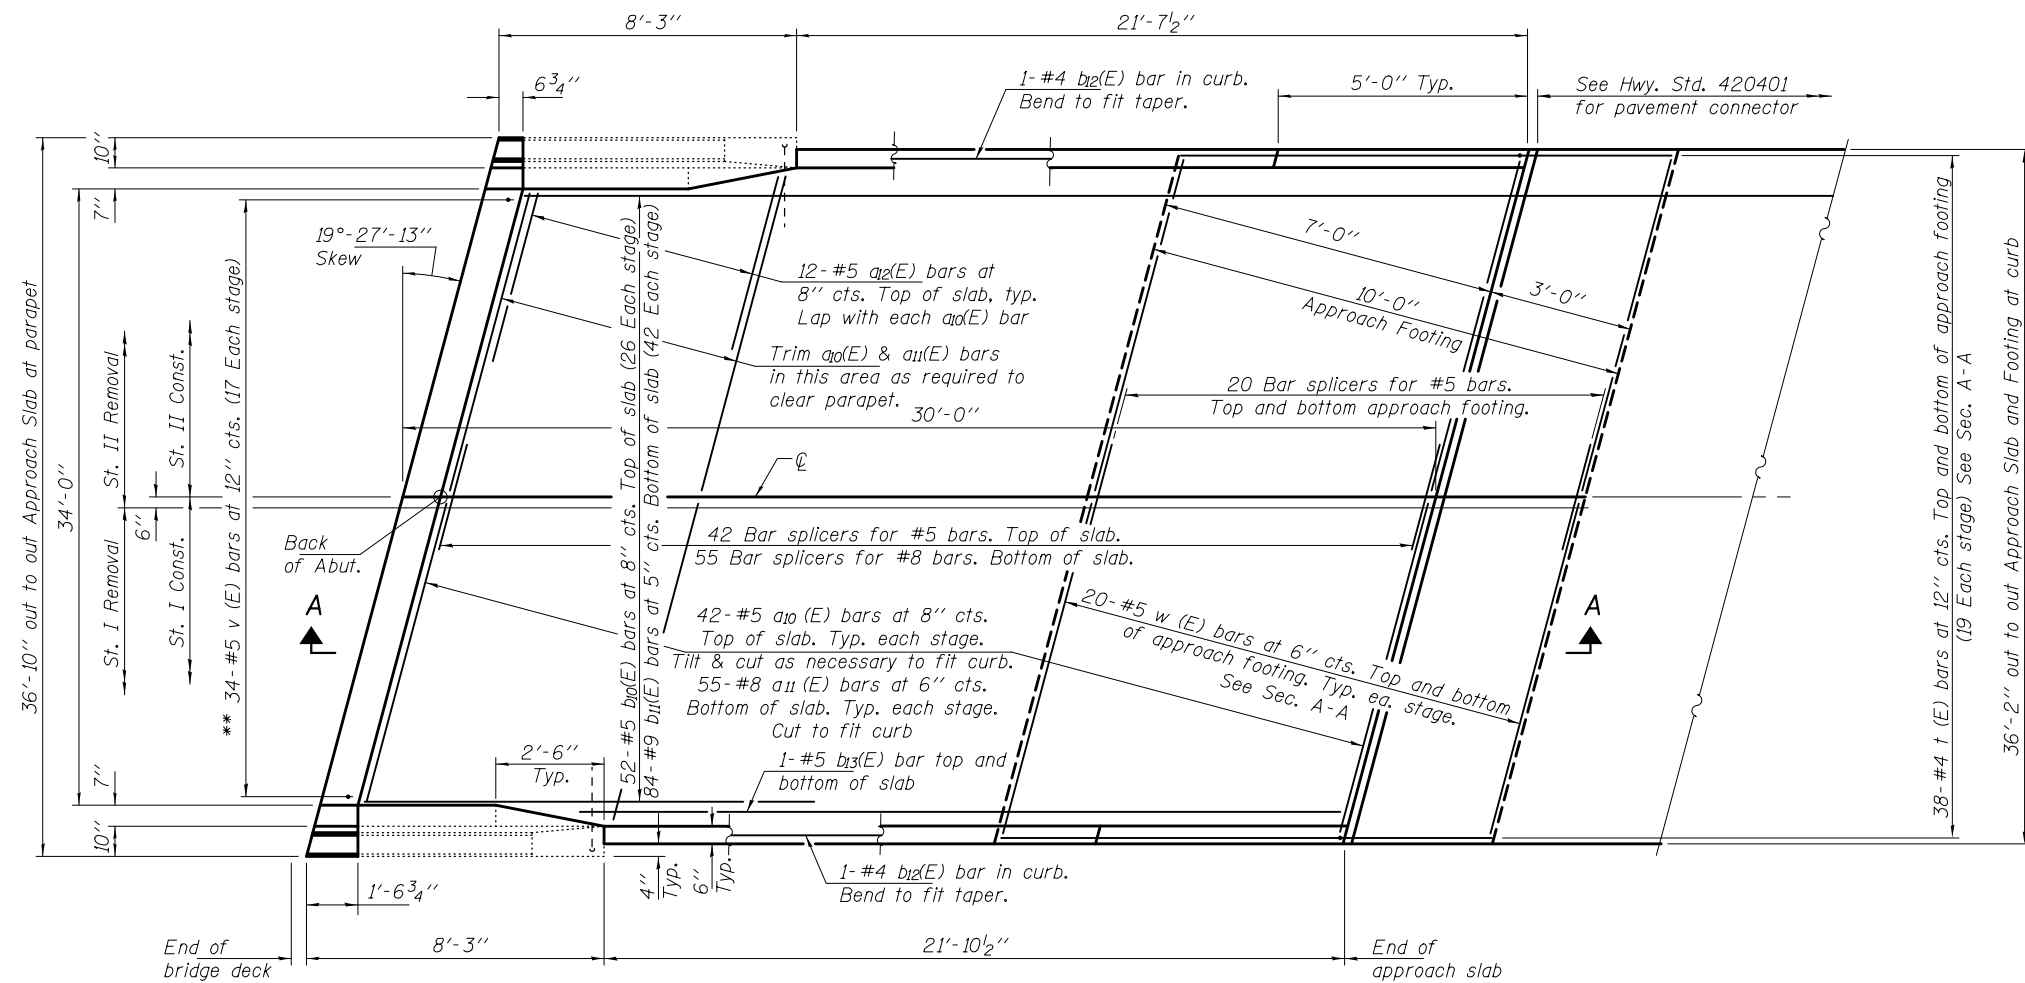 8'-3"
21'-7 1/2"
6 3/4"
1-#4 b12(E) bar in curb.
Bend to fit taper.
5'-0" Typ.
See Hwy. Std. 420401
for pavement connector
10"
7"
36'-10" out to out Approach Slab at parapet
34'-0"
St. II Removal
St. I Removal
St. II Const.
St. I Const.
6"
** 34-#5 v (E) bars at 12" cts. (17 Each stage)
19°-27'-13"
Skew
12-#5 a12(E) bars at
8" cts. Top of slab, typ.
Lap with each a10(E) bar
Trim a10(E) & a11(E) bars
in this area as required to
clear parapet.
30'-0"
52-#5 b10(E) bars at 8" cts. Top of slab (26 Each stage)
84-#9 b11(E) bars at 5" cts. Bottom of slab (42 Each stage)
7'-0"
3'-0"
10'-0"
Approach Footing
20 Bar splicers for #5 bars.
Top and bottom approach footing.
℄
Back
of Abut.
42 Bar splicers for #5 bars. Top of slab.
55 Bar splicers for #8 bars. Bottom of slab.
A
A
42-#5 a10 (E) bars at 8" cts.
Top of slab. Typ. each stage.
Tilt & cut as necessary to fit curb.
55-#8 a11 (E) bars at 6" cts.
Bottom of slab. Typ. each stage.
Cut to fit curb
20-#5 w (E) bars at 6" cts. Top and bottom
of approach footing. Typ. ea. stage.
See Sec. A-A
38-#4 t (E) bars at 12" cts. Top and bottom of approach footing
(19 Each stage) See Sec. A-A
36'-2" out to out Approach Slab and Footing at curb
2'-6"
Typ.
1-#5 b13(E) bar top and
bottom of slab
7"
10"
4"
Typ.
6"
Typ.
1-#4 b12(E) bar in curb.
Bend to fit taper.
1'-6 3/4"
End of
bridge deck
8'-3"
21'-10 1/2"
End of
approach slab